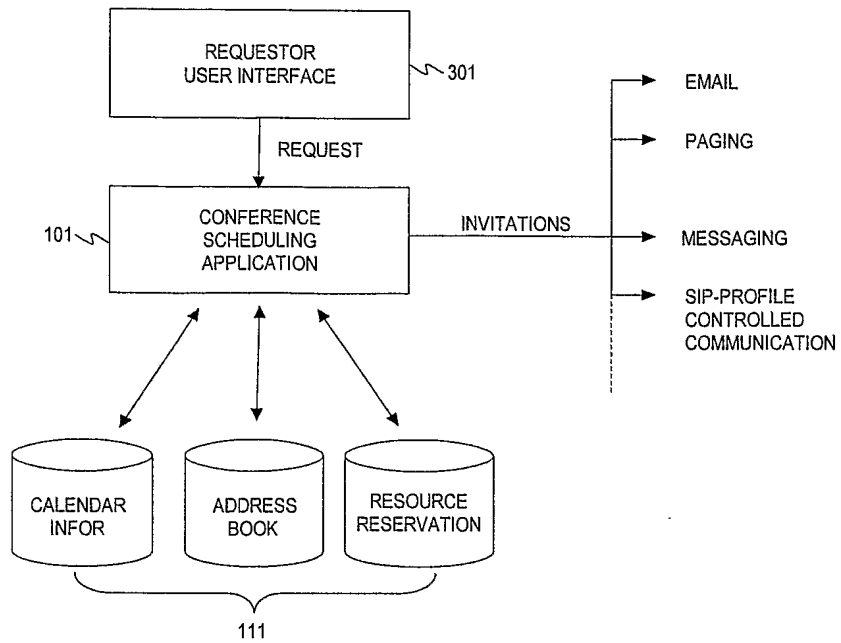 REQUESTOR
USER INTERFACE
301
REQUEST
CONFERENCE
SCHEDULING
APPLICATION
101
INVITATIONS
EMAIL
PAGING
MESSAGING
SIP-PROFILE
CONTROLLED
COMMUNICATION
CALENDAR
INFOR
ADDRESS
BOOK
RESOURCE
RESERVATION
111